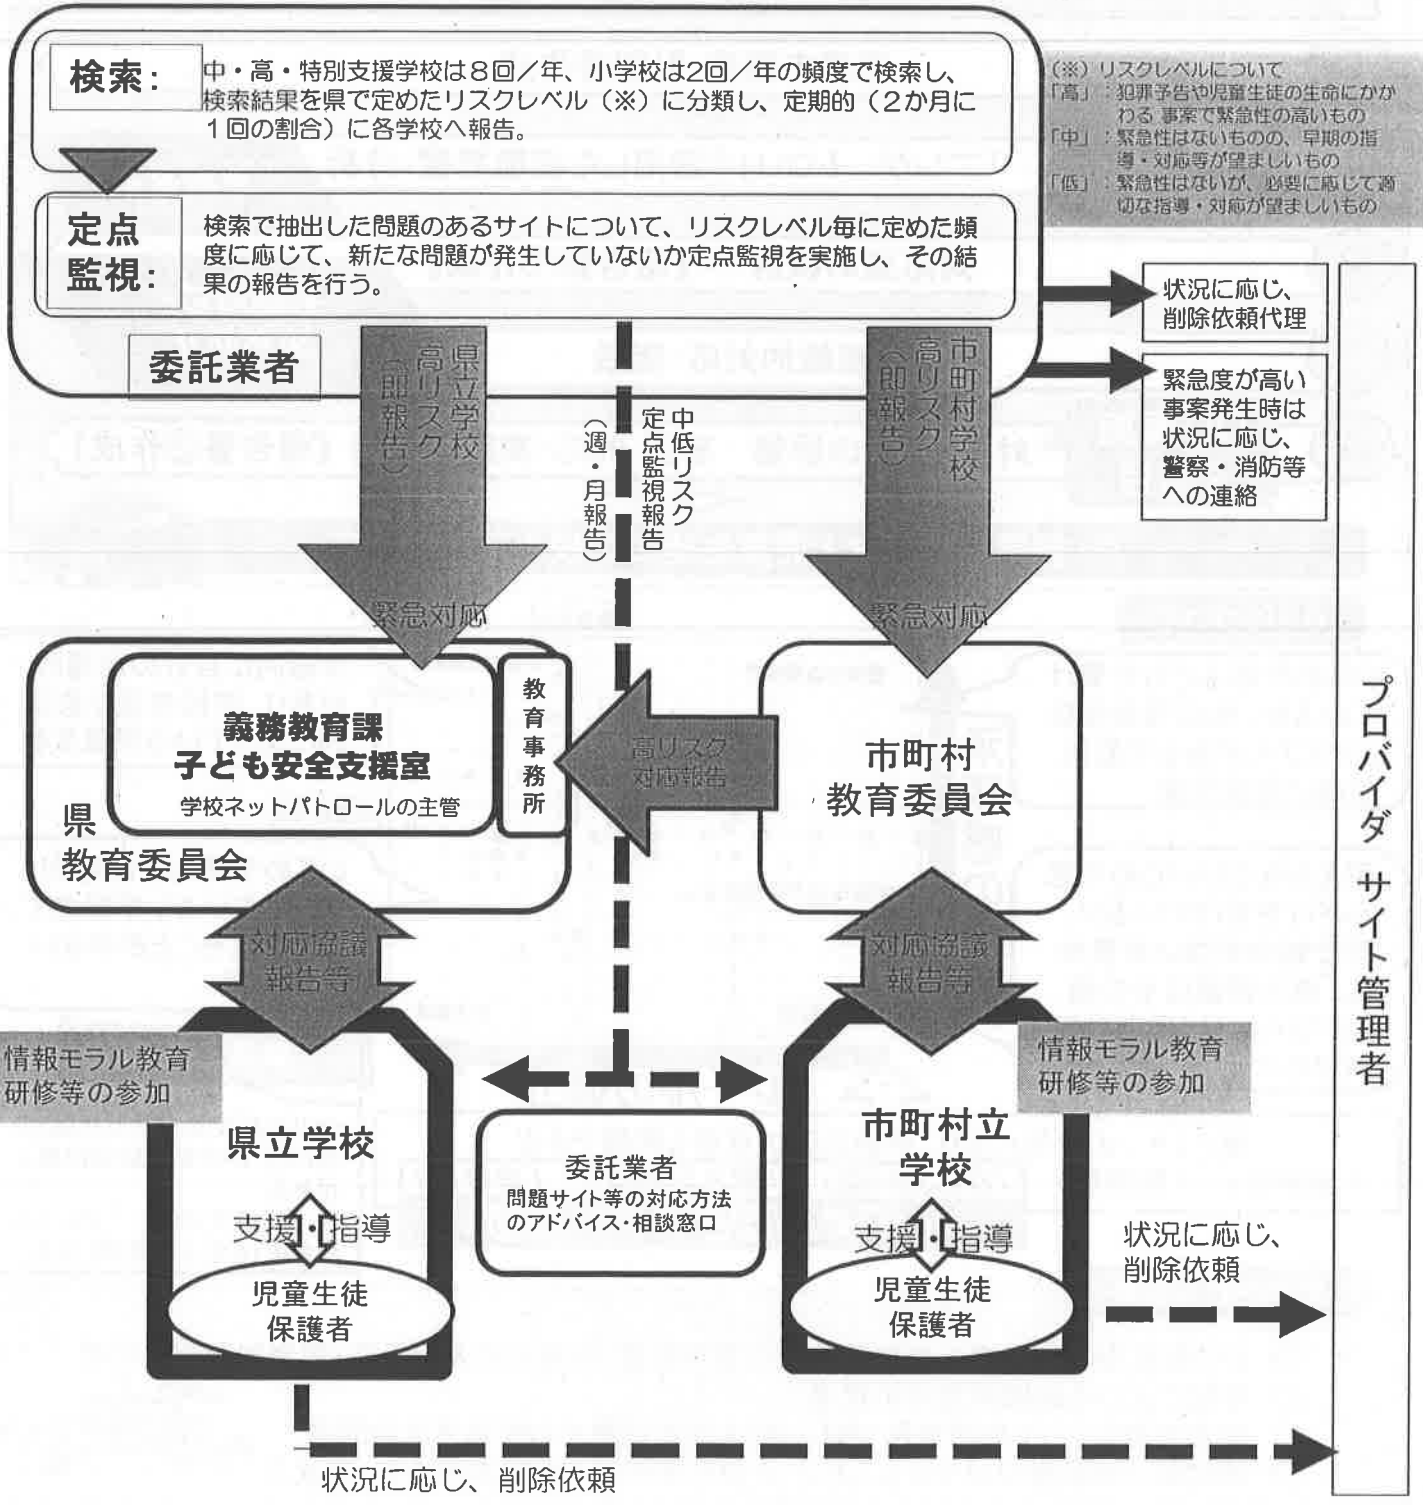 検索：
中・高・特別支援学校は８回／年、小学校は2回／年の頻度で検索し、
検索結果を県で定めたリスクレベル（※）に分類し、定期的（２か月に
１回の割合）に各学校へ報告。
（※）リスクレベルについて
「高」：犯罪予告や児童生徒の生命にかか
わる 事案で緊急性の高いもの
「中」：緊急性はないものの、早期の指
導・対応等が望ましいもの
「低」：緊急性はないが、必要に応じて適
切な指導・対応が望ましいもの
定点
監視：
検索で抽出した問題のあるサイトについて、リスクレベル毎に定めた頻
度に応じて、新たな問題が発生していないか定点監視を実施し、その結
果の報告を行う。
委託業者
状況に応じ、
削除依頼代理
緊急度が高い
事案発生時は
状況に応じ、
警察・消防等
への連絡
県立学校
高リスク
（即報告）
緊急対応
中低リスク
定点監視報告
（週・月報告）
市町村学校
高リスク
（即報告）
緊急対応
プロバイダ サイト管理者
義務教育課
子ども安全支援室
学校ネットパトロールの主管
教育事務所
県
教育委員会
高リスク
対応報告
市町村
教育委員会
対応協議
報告等
対応協議
報告等
情報モラル教育
研修等の参加
県立学校
支援・指導
児童生徒
保護者
委託業者
問題サイト等の対応方法
のアドバイス・相談窓口
情報モラル教育
研修等の参加
市町村立
学校
支援・指導
児童生徒
保護者
状況に応じ、
削除依頼
状況に応じ、削除依頼